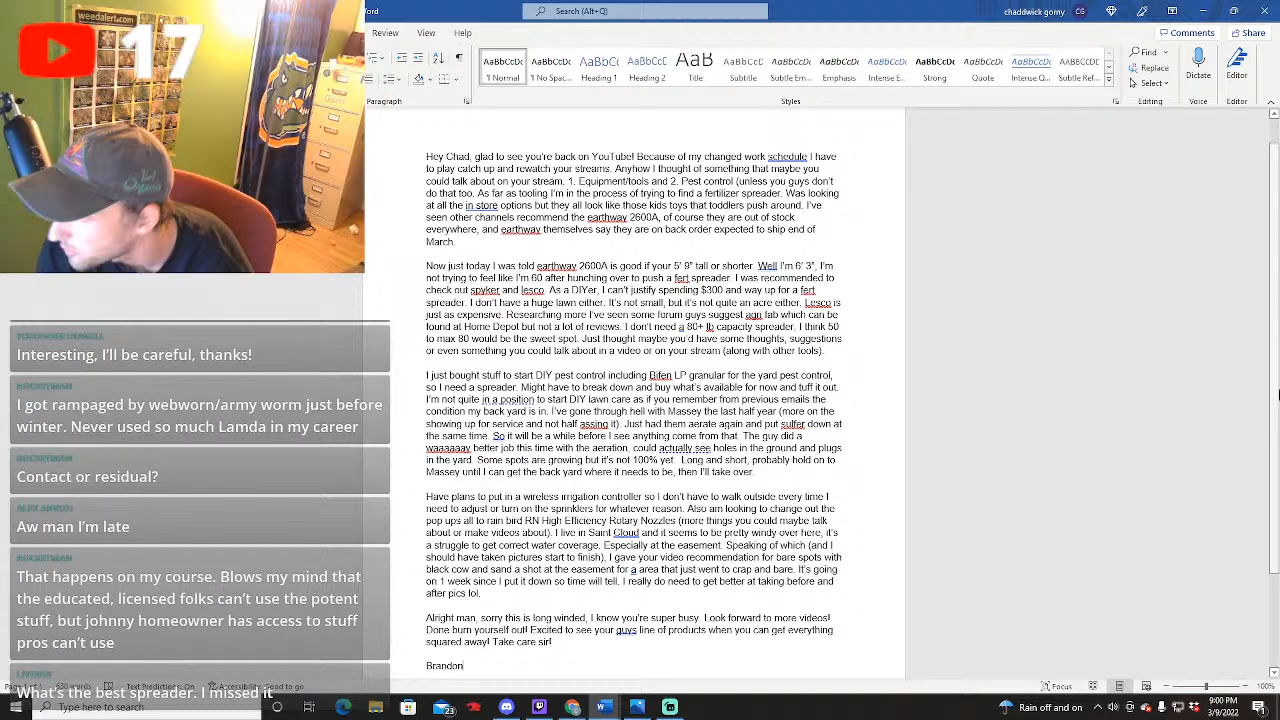 weedalert.com
17
Search (Alt+Q)
chaddwick gomy
Review View Help
Comments Share
AaBbCcDc AaBbCcDc AaBbCc AaBbCcD AaB AaBbCcD AaBbCcDc AaBbCcDc AaBbCcDc AaBbCcDc AaBbCcDc AaBbCcDc AaBbCcDc
¶ Normal ¶ No Spac... Heading 1 Heading 2 Title Subtitle Subtle Em... Emphasis Intense E... Strong Quote Intense Q... Subtle Ref...
Find
Replace
Select
Dictate
Editor
Paragraph Styles Editing Voice Editor
Hey Chad, glad to see you're back on YouTube! Because of my changed work schedule I have
to play catch up and rewatch your streams. Anyhow I thought of something that maybe you
could talk about on your stream. 1. Equipment/tools and 2. Pest control (unless you guys don't
do that too. As far as tooling I'm in the process of trying to find a fertilizer spreader. Was looking
at all the in store options but they all look like those kids toys that toddlers push around. I've
seen other channels recommend the earthway 2600A, of course they are out of stock
everywhere, and earthway themselves say they are on back order expected to ship end of
March.
Now just today I was told earthway 2600A is good if your 5' 9" tall or shorter. Well I'm 6' 3", I'm
not trying to feel like I'm 60 after hunching over to push a fert spreader. I was recommended to
check out spyker and lesco. As a DIYer, I can't justify spending $300 and way up for a fert
spreader. I don't have a huge lawn either. It's not small, but it's not quite an acre either. Lesco is
just as expensive. Researching more I've seen some forum guys suggest agri fab which can be
found at Home Depot but not a lot of reviews. I don't need a 80+ lb capacity spreader, I think 50
to max 80 would be the sweet spot. Just thought maybe you'd have some thoughts, suggestions
or even something you could talk about in a video or on your stream (along with other tools).
I just bought stuff to start DIY pest control including Bifen LP granular for the yard pest control,
so I need a spreader. Might have to break down and buy what's available for now and tuff it out.
I'm not quite in a position to start DIY lawn care as if you remember from previous emails the
condition my back yard is in. I've gone through hell with Massey the last half year (more on the
showing up for service and not half assing it). Just had them aerate again and put sulfer down at
the same time. So it will be a while before I see anything come from that. The guy did a
waaaaaay better job this time with the aeration, could actually see holes in the ground and plugs
in the yard. Some spots are growing but it's not 100% yet. Long and short, probably hold on to
Massey until I can get the back yard where it needs to be, then I'll take over.
Have plans to put in a wireless irrigation controller so I don't have to walk outside every time I
need to adjust or turn on the sprinklers for whatever reason. Also am looking to change out the
pop ups all to rain bird RN High Efficiency Rotary Nozzles (more things you could maybe talk
about or make videos about). I live in Saint Cloud and it seems to be pretty windy over here, it's
a struggle to get correct water coverage. Especially at the easement. Speaking of which (and I
should have taken pictures start to finish), I gave your video recommendation for bare spots with
black cow and sand a shot at the easement for a area that just went to crap and bare. It's going
on 1 week since I put it down so time will tell. I really do need to get better at taking before and
after pics lol.
Alright man, sorry this is long winded, I know you're super busy. Look forward to more videos!
Done burn yourself out! Excited to see your guys line of products when you can get everything
squared away! Take care sir!
Brandon
Interesting, I'll be careful, thanks!
ROCKETMAN
I got rampaged by webworm/army worm just before
winter. Never used so much Lamda in my career
ROCKETMAN
Contact or residual?
Aw man I'm late
ROCKETMAN
That happens on my course. Blows my mind that
the educated, licensed folks can't use the potent
stuff, but johnny homeowner has access to stuff
pros can't use
What's the best spreader. I missed it
630 words Text Predictions: On Accessibility: Good to go
Focus
100%
Type here to search
Rain off and on
9:00 PM
3/9/2022